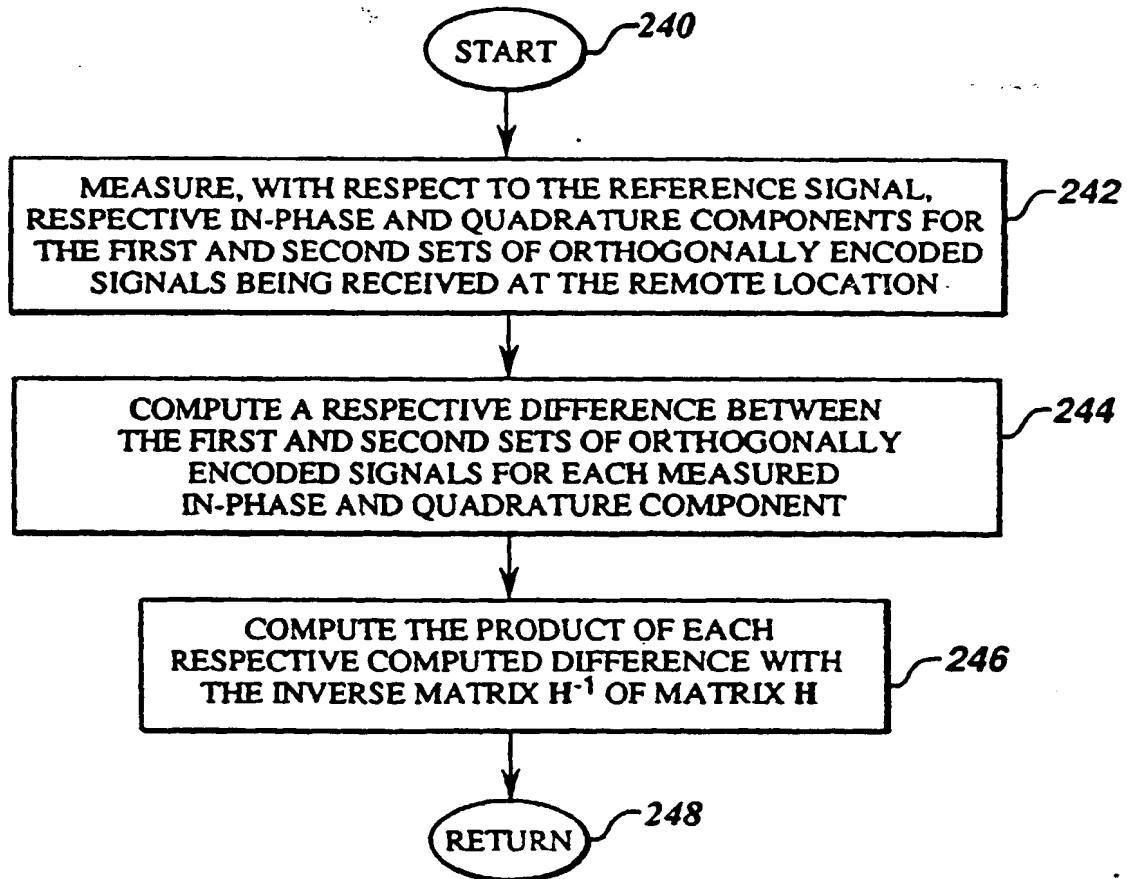 START
240
MEASURE, WITH RESPECT TO THE REFERENCE SIGNAL,
RESPECTIVE IN-PHASE AND QUADRATURE COMPONENTS FOR
THE FIRST AND SECOND SETS OF ORTHOGONALLY ENCODED
SIGNALS BEING RECEIVED AT THE REMOTE LOCATION
242
COMPUTE A RESPECTIVE DIFFERENCE BETWEEN
THE FIRST AND SECOND SETS OF ORTHOGONALLY
ENCODED SIGNALS FOR EACH MEASURED
IN-PHASE AND QUADRATURE COMPONENT
244
COMPUTE THE PRODUCT OF EACH
RESPECTIVE COMPUTED DIFFERENCE WITH
THE INVERSE MATRIX H⁻¹ OF MATRIX H
246
RETURN
248